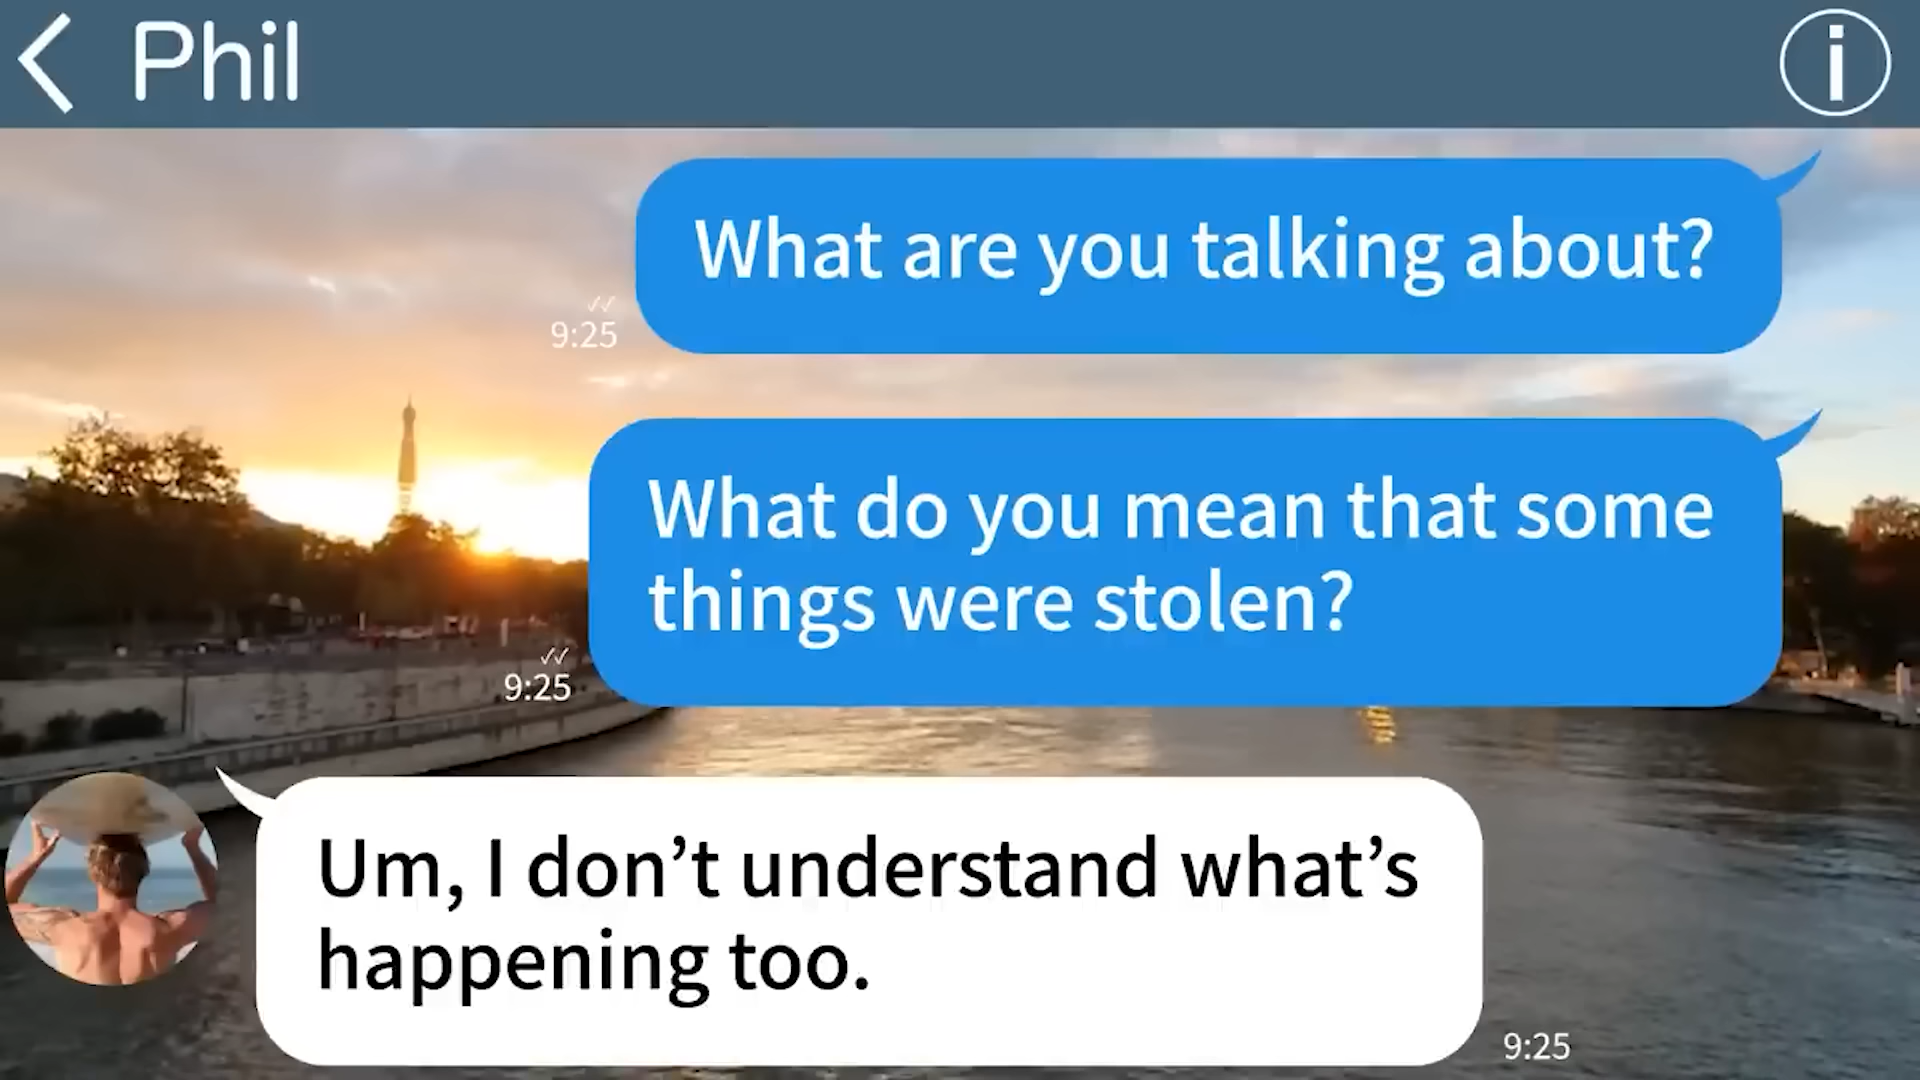 Phil
What are you talking about?
9:25
What do you mean that some
things were stolen?
9:25
Um, I don’t understand what’s
happening too.
9:25